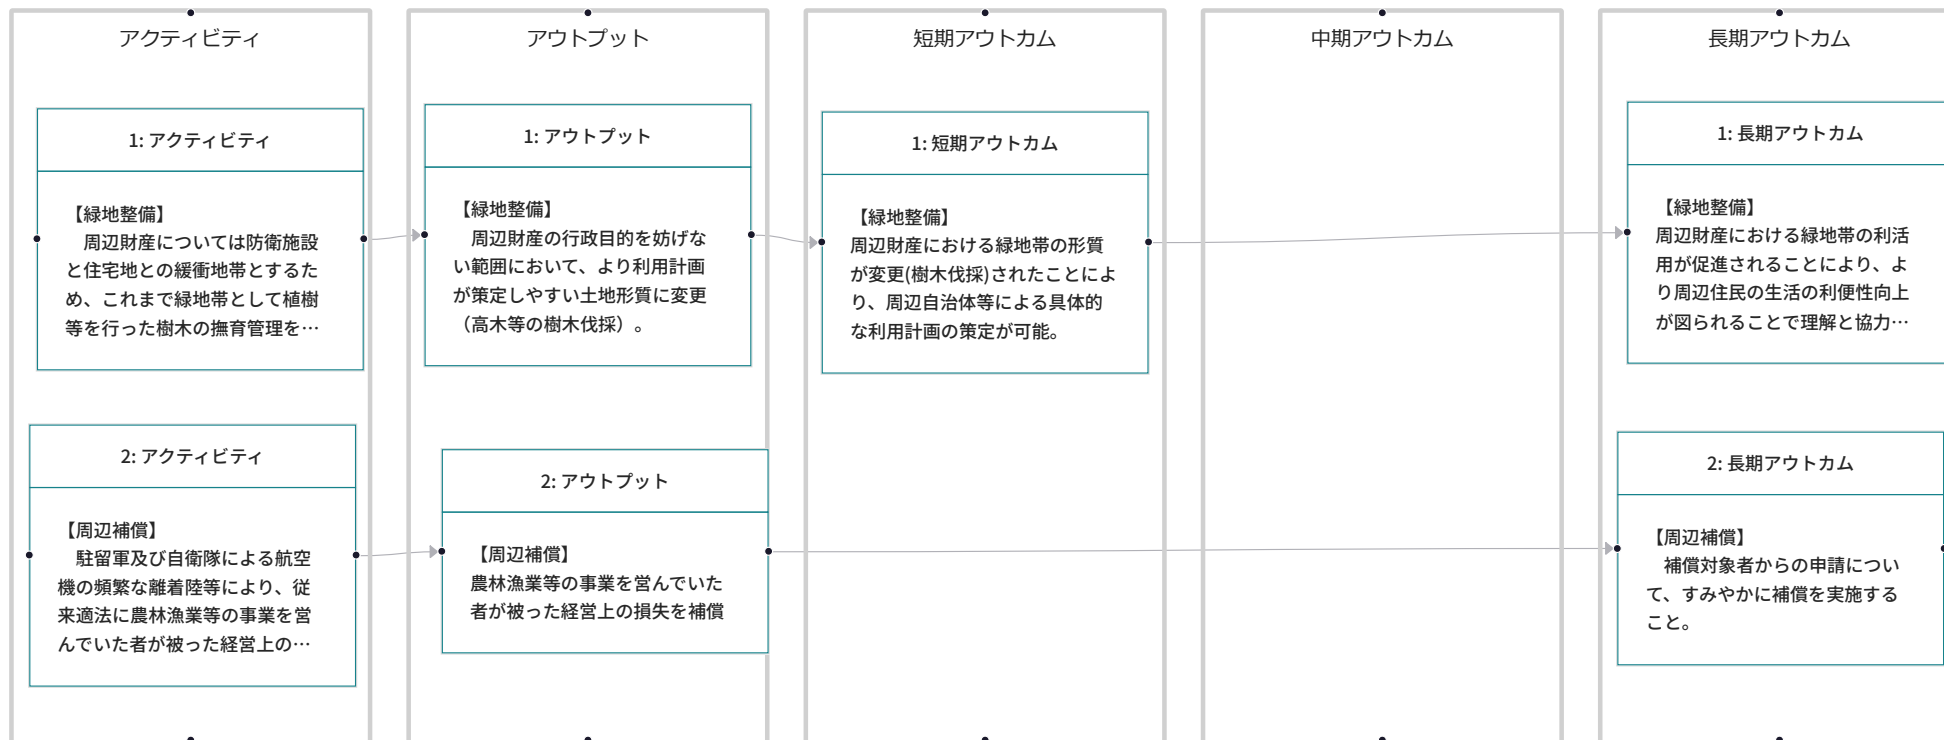 アクティビティ
アウトプット
短期アウトカム
中期アウトカム
長期アウトカム
1: アクティビティ
【緑地整備】
　周辺財産については防衛施設
と住宅地との緩衝地帯とするた
め、これまで緑地帯として植樹
等を行った樹木の撫育管理を…
1: アウトプット
【緑地整備】
　周辺財産の行政目的を妨げな
い範囲において、より利用計画
が策定しやすい土地形質に変更
（高木等の樹木伐採）。
1: 短期アウトカム
【緑地整備】
周辺財産における緑地帯の形質
が変更(樹木伐採)されたことによ
り、周辺自治体等による具体的
な利用計画の策定が可能。
1: 長期アウトカム
【緑地整備】
周辺財産における緑地帯の利活
用が促進されることにより、よ
り周辺住民の生活の利便性向上
が図られることで理解と協力…
2: アクティビティ
【周辺補償】
　駐留軍及び自衛隊による航空
機の頻繁な離着陸等により、従
来適法に農林漁業等の事業を営
んでいた者が被った経営上の…
2: アウトプット
【周辺補償】
農林漁業等の事業を営んでいた
者が被った経営上の損失を補償
2: 長期アウトカム
【周辺補償】
　補償対象者からの申請につい
て、すみやかに補償を実施する
こと。